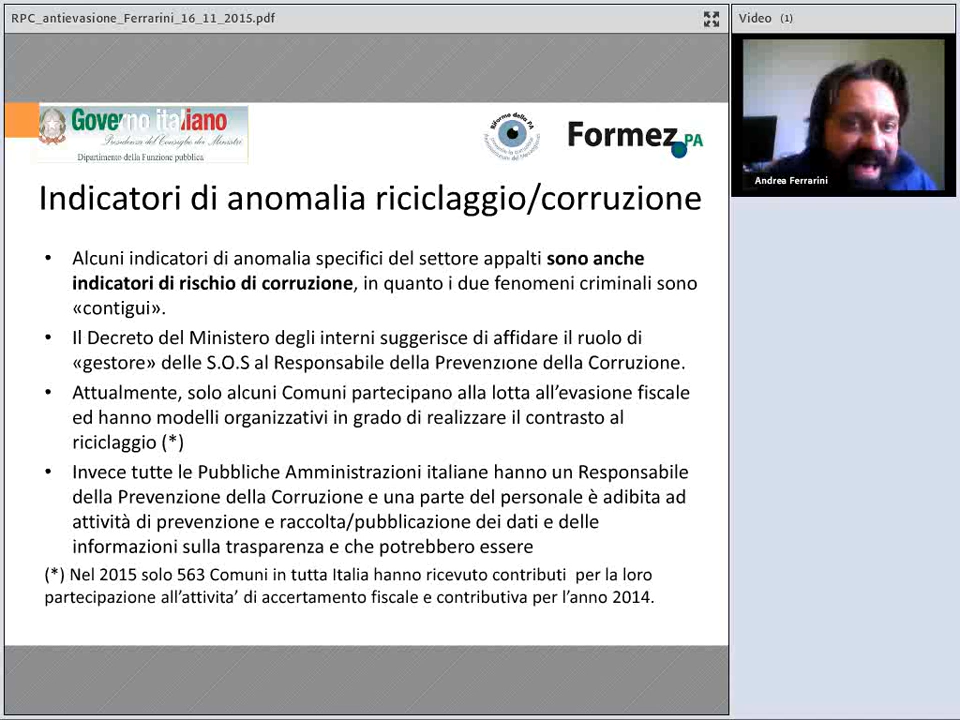 RPC_antievasione_Ferrarini_16_11_2015.pdf
Video (1)
Governo italiano
Presidenza del Consiglio dei Ministri
Dipartimento della Funzione pubblica
Riforme della PA
Formez PA
Andrea Ferrarini
Indicatori di anomalia riciclaggio/corruzione
• Alcuni indicatori di anomalia specifici del settore appalti sono anche
indicatori di rischio di corruzione, in quanto i due fenomeni criminali sono
«contigui».
• Il Decreto del Ministero degli interni suggerisce di affidare il ruolo di
«gestore» delle S.O.S al Responsabile della Prevenzione della Corruzione.
• Attualmente, solo alcuni Comuni partecipano alla lotta all’evasione fiscale
ed hanno modelli organizzativi in grado di realizzare il contrasto al
riciclaggio (*)
• Invece tutte le Pubbliche Amministrazioni italiane hanno un Responsabile
della Prevenzione della Corruzione e una parte del personale è adibita ad
attività di prevenzione e raccolta/pubblicazione dei dati e delle
informazioni sulla trasparenza e che potrebbero essere
(*) Nel 2015 solo 563 Comuni in tutta Italia hanno ricevuto contributi per la loro
partecipazione all’attivita’ di accertamento fiscale e contributiva per l’anno 2014.